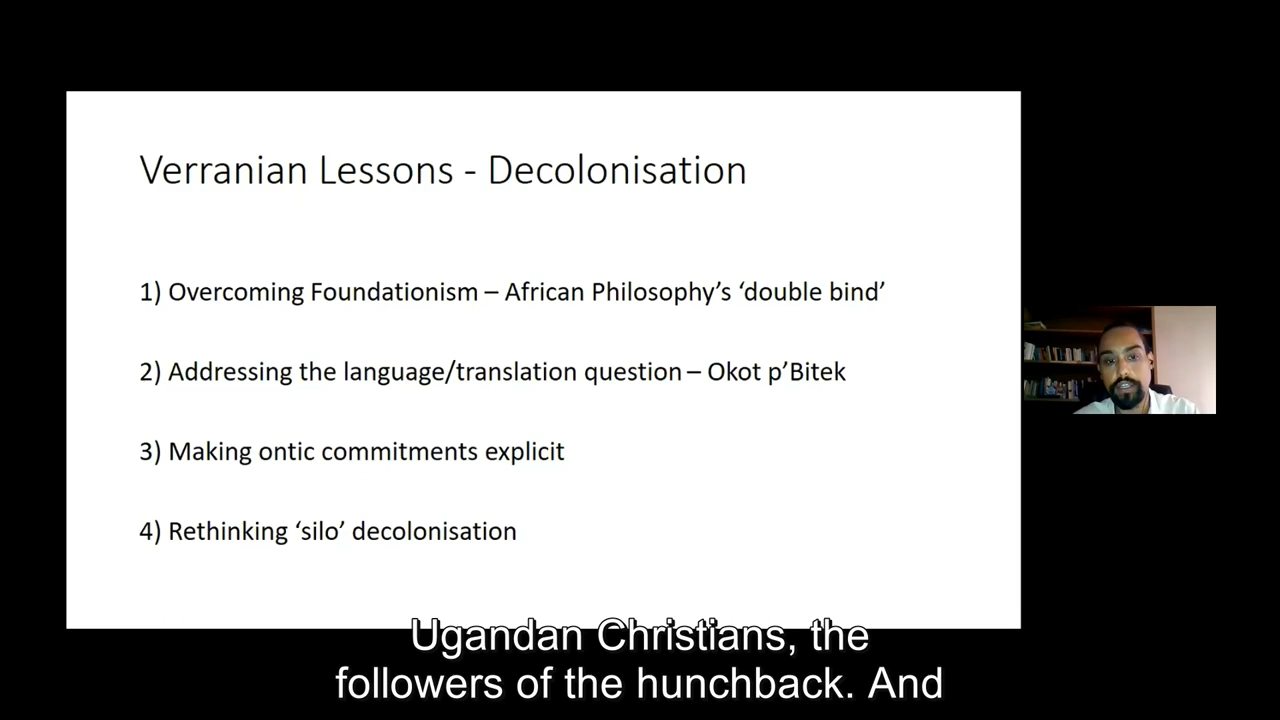 Verranian Lessons - Decolonisation
1) Overcoming Foundationism – African Philosophy’s ‘double bind’
2) Addressing the language/translation question – Okot p’Bitek
3) Making ontic commitments explicit
4) Rethinking ‘silo’ decolonisation
Ugandan Christians, the
followers of the hunchback. And